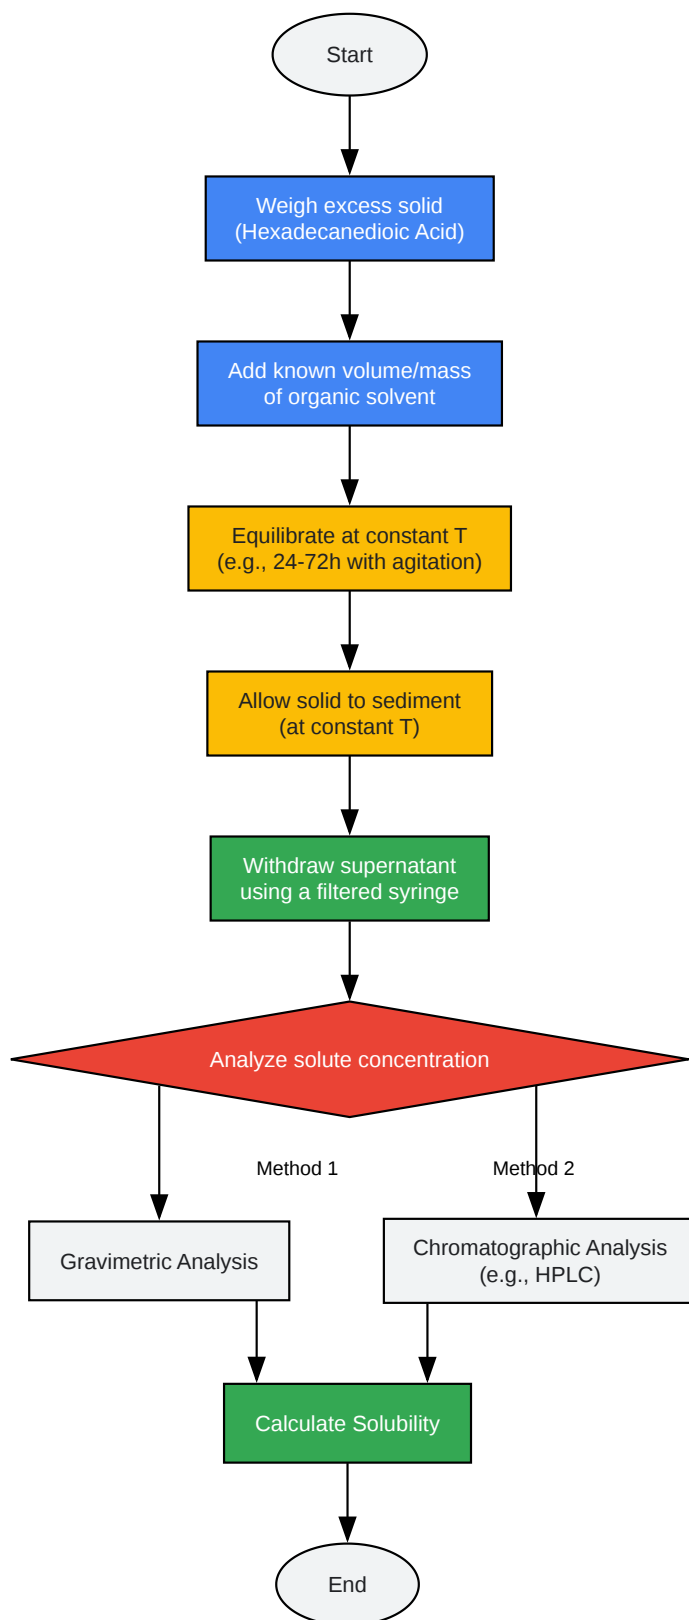 Start
Weigh excess solid
(Hexadecanedioic Acid)
Add known volume/mass
of organic solvent
Equilibrate at constant T
(e.g., 24-72h with agitation)
Allow solid to sediment
(at constant T)
Withdraw supernatant
using a filtered syringe
Analyze solute concentration
Method 1
Method 2
Gravimetric Analysis
Chromatographic Analysis
(e.g., HPLC)
Calculate Solubility
End